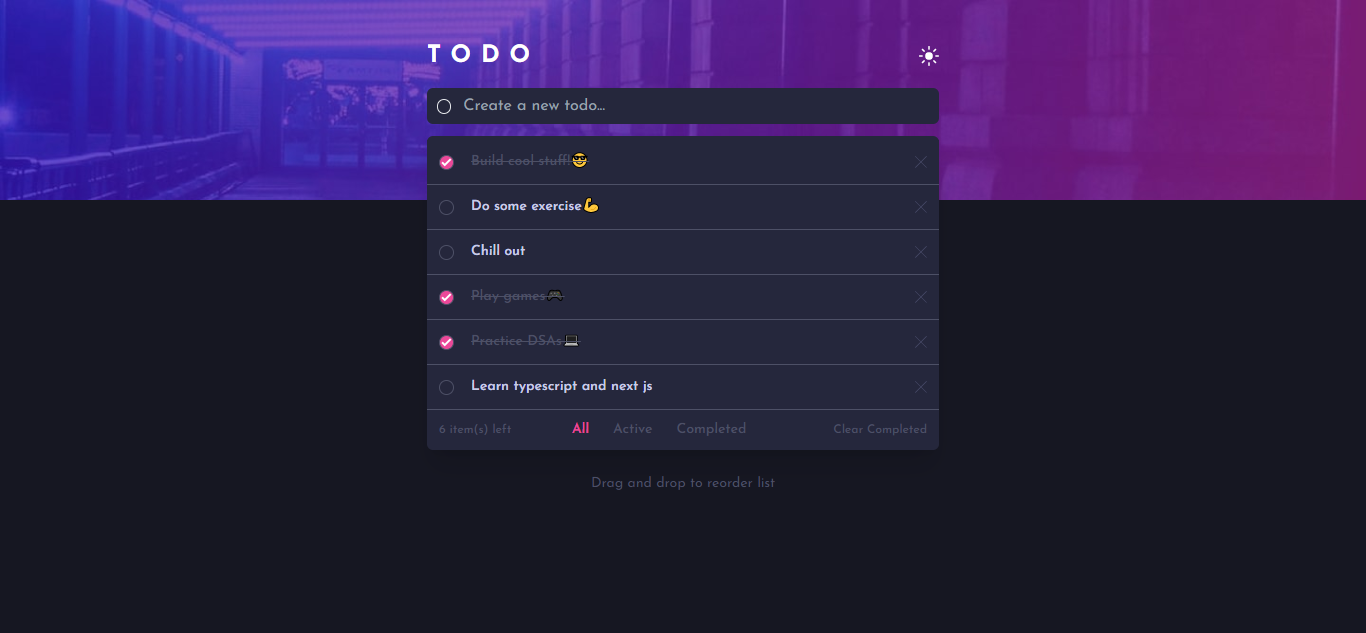 TODO
Create a new todo...
Build cool stuff!😎
Do some exercise💪
Chill out
Play games🎮
Practice DSAs💻
Learn typescript and next js
6 item(s) left All Active Completed Clear Completed
Drag and drop to reorder list